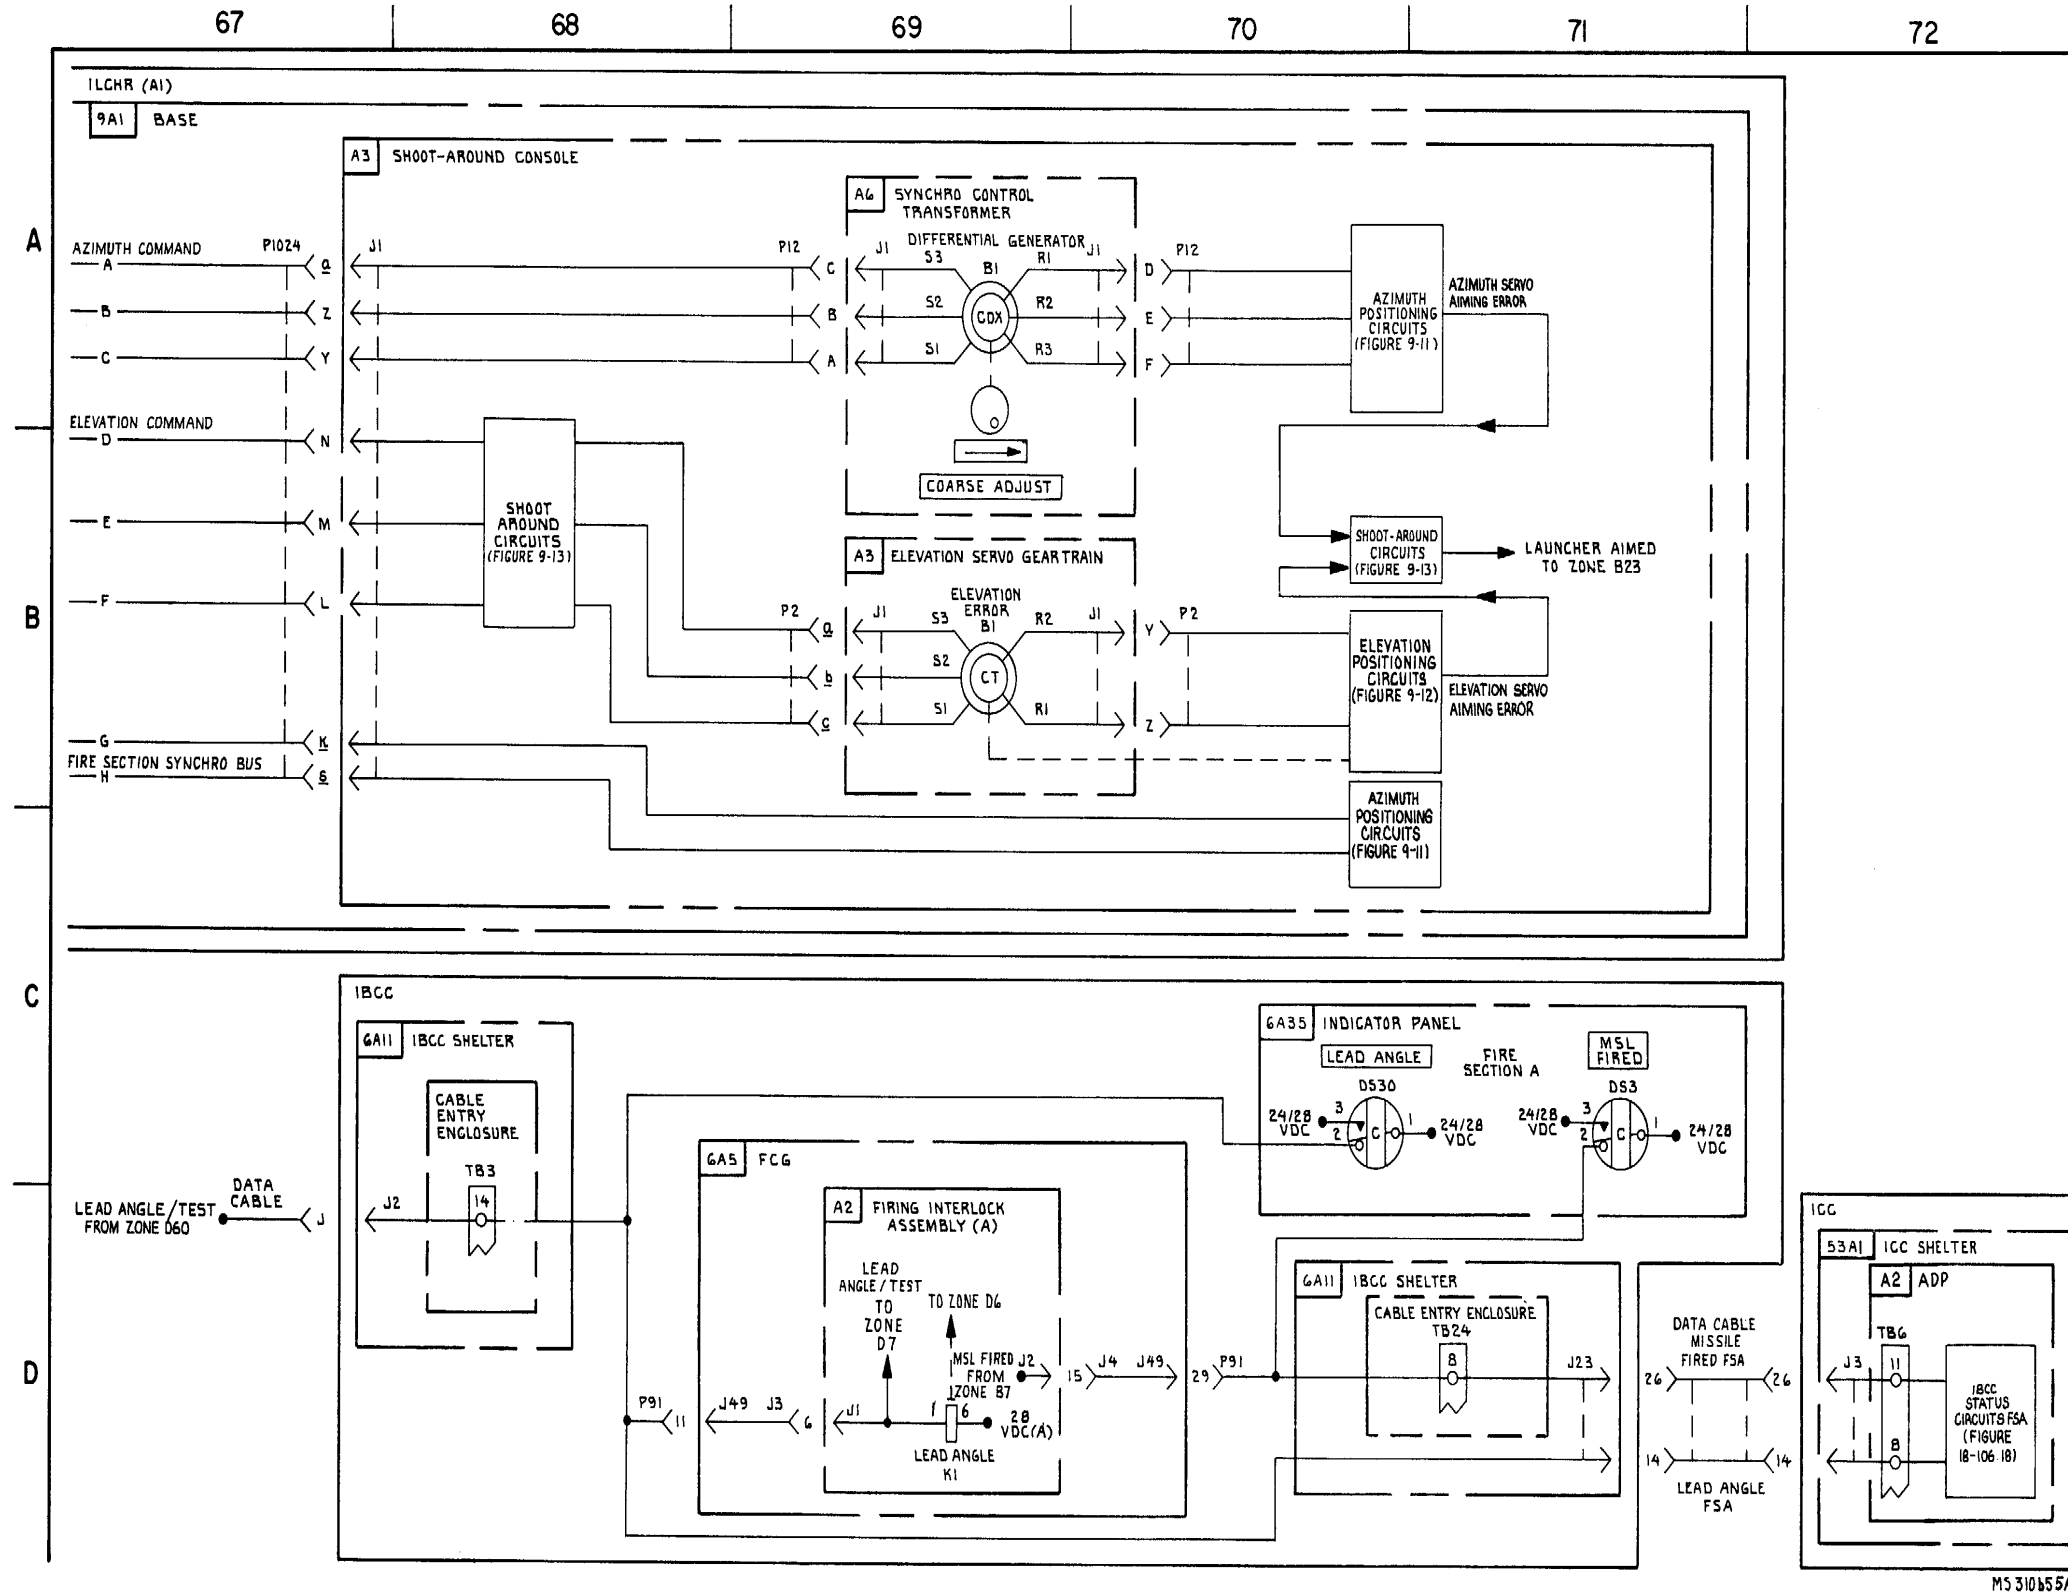 67 68 69 70 71 72
ILCHR (A1)
9A1 BASE
A3 SHOOT-AROUND CONSOLE
A6 SYNCHRO CONTROL
TRANSFORMER
DIFFERENTIAL GENERATOR
A
AZIMUTH COMMAND P1024 J1 P12 J1 S3 B1 R1 J1 P12
A a C D
B Z B S2 CDX R2 E
C Y A S1 R3 F
AZIMUTH
POSITIONING
CIRCUITS
(FIGURE 9-11)
AZIMUTH SERVO
AIMING ERROR
COARSE ADJUST
ELEVATION COMMAND
D N
E M
F L
SHOOT
AROUND
CIRCUITS
(FIGURE 9-13)
SHOOT-AROUND
CIRCUITS
(FIGURE 9-13)
LAUNCHER AIMED
TO ZONE B23
A3 ELEVATION SERVO GEARTRAIN
ELEVATION
ERROR
B1
B
P2 J1 S3 R2 J1 P2
a Y
b S2 CT
c S1 R1 Z
ELEVATION
POSITIONING
CIRCUITS
(FIGURE 9-12)
ELEVATION SERVO
AIMING ERROR
G K
FIRE SECTION SYNCHRO BUS
H S
AZIMUTH
POSITIONING
CIRCUITS
(FIGURE 9-11)
C
IBCC
6A11 IBCC SHELTER
CABLE
ENTRY
ENCLOSURE
TB3
14
6A35 INDICATOR PANEL
LEAD ANGLE
FIRE
SECTION A
MSL
FIRED
DS30 DS3
24/28
VDC
3
2
C
1
24/28
VDC
24/28
VDC
3
2
C
1
24/28
VDC
LEAD ANGLE/TEST
FROM ZONE D60
DATA
CABLE
J J2
6A5 FCG
A2 FIRING INTERLOCK
ASSEMBLY (A)
LEAD
ANGLE/TEST
TO
ZONE
D7
TO ZONE D6
MSL FIRED
FROM
ZONE B7
J2 15 J4 J49 29 P91
D
P91 11 J49 J3 6 J1 1 6 28
VDC(A)
LEAD ANGLE
K1
6A11 IBCC SHELTER
CABLE ENTRY ENCLOSURE
TB24
8
J23
DATA CABLE
MISSILE
FIRED FSA
26 26
14 14
LEAD ANGLE
FSA
ICC
53A1 ICC SHELTER
A2 ADP
TB6
J3 11
8
IBCC
STATUS
CIRCUITS FSA
(FIGURE
18-106.18)